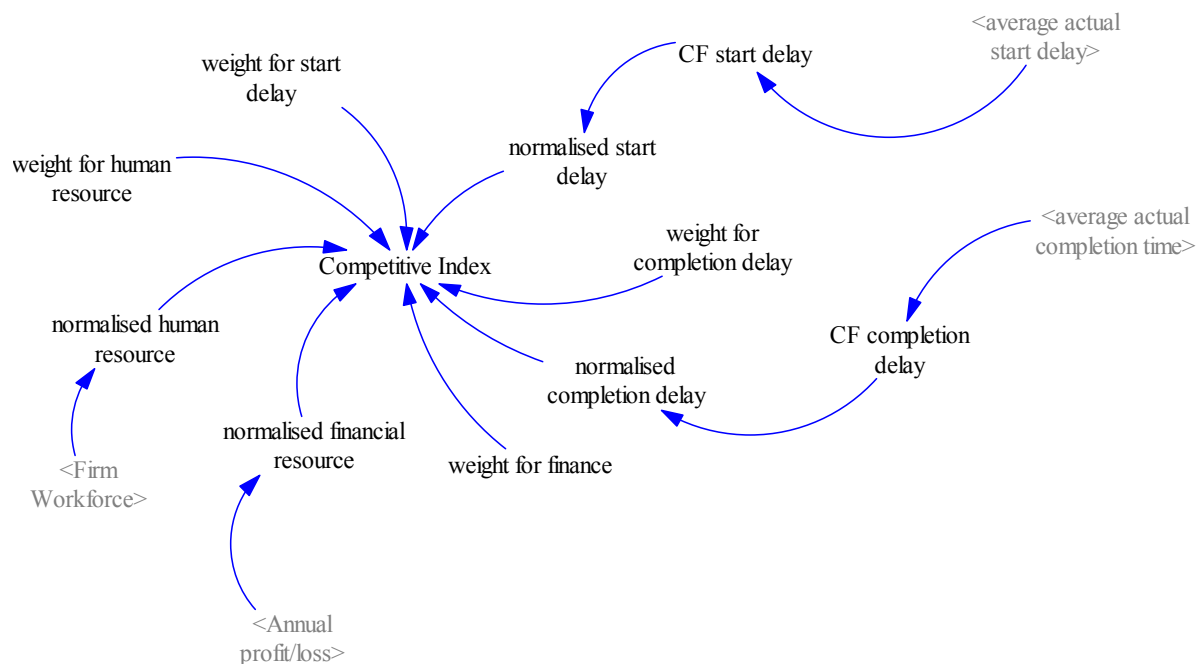 <average actual
start delay>
CF start delay
weight for start
delay
normalised start
delay
weight for human
resource
<average actual
completion time>
weight for
completion delay
Competitive Index
normalised human
resource
CF completion
delay
normalised
completion delay
normalised financial
resource
weight for finance
<Firm
Workforce>
<Annual
profit/loss>